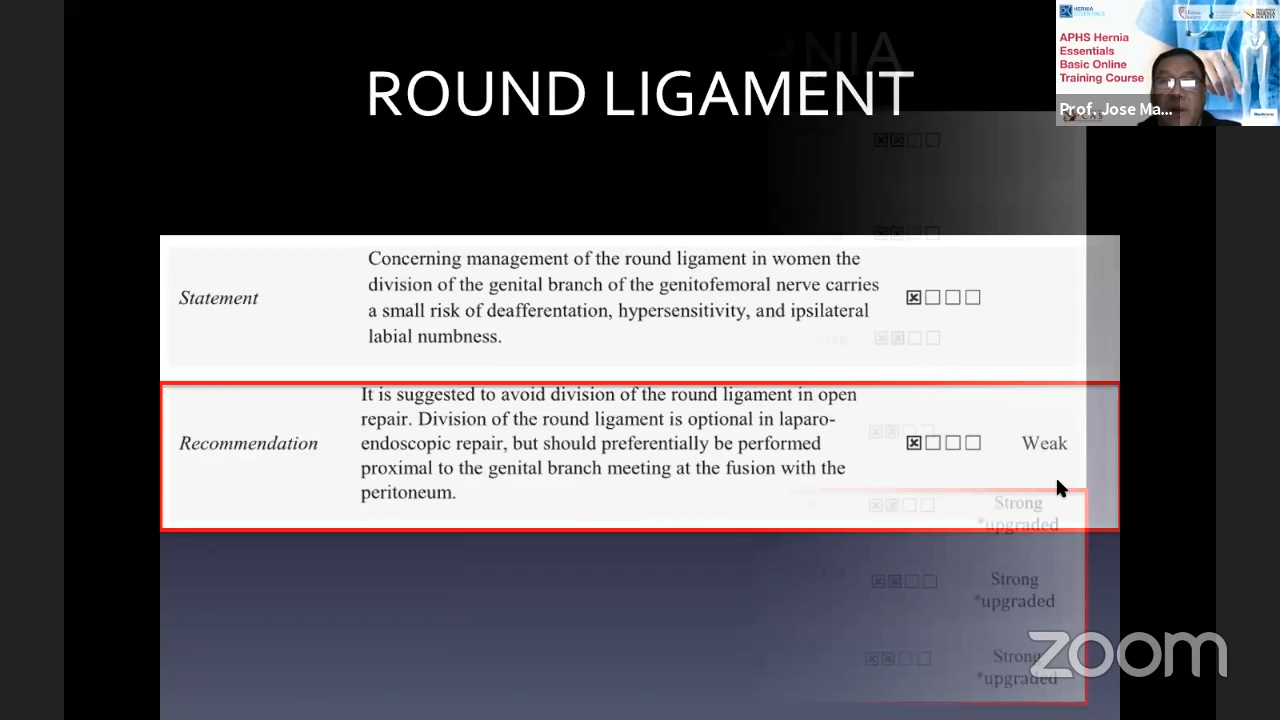 ROUND LIGAMENT
HERNIA
ESSENTIALS
APHS Hernia
Essentials
Basic Online
Training Course
Prof. Jose Ma...
Statement
Concerning management of the round ligament in women the
division of the genital branch of the genitofemoral nerve carries
a small risk of deafferentation, hypersensitivity, and ipsilateral
labial numbness.
Recommendation
It is suggested to avoid division of the round ligament in open
repair. Division of the round ligament is optional in laparo-
endoscopic repair, but should preferentially be performed
proximal to the genital branch meeting at the fusion with the
peritoneum.
Weak
Strong
*upgraded
Strong
*upgraded
Strong
*upgraded
zoom